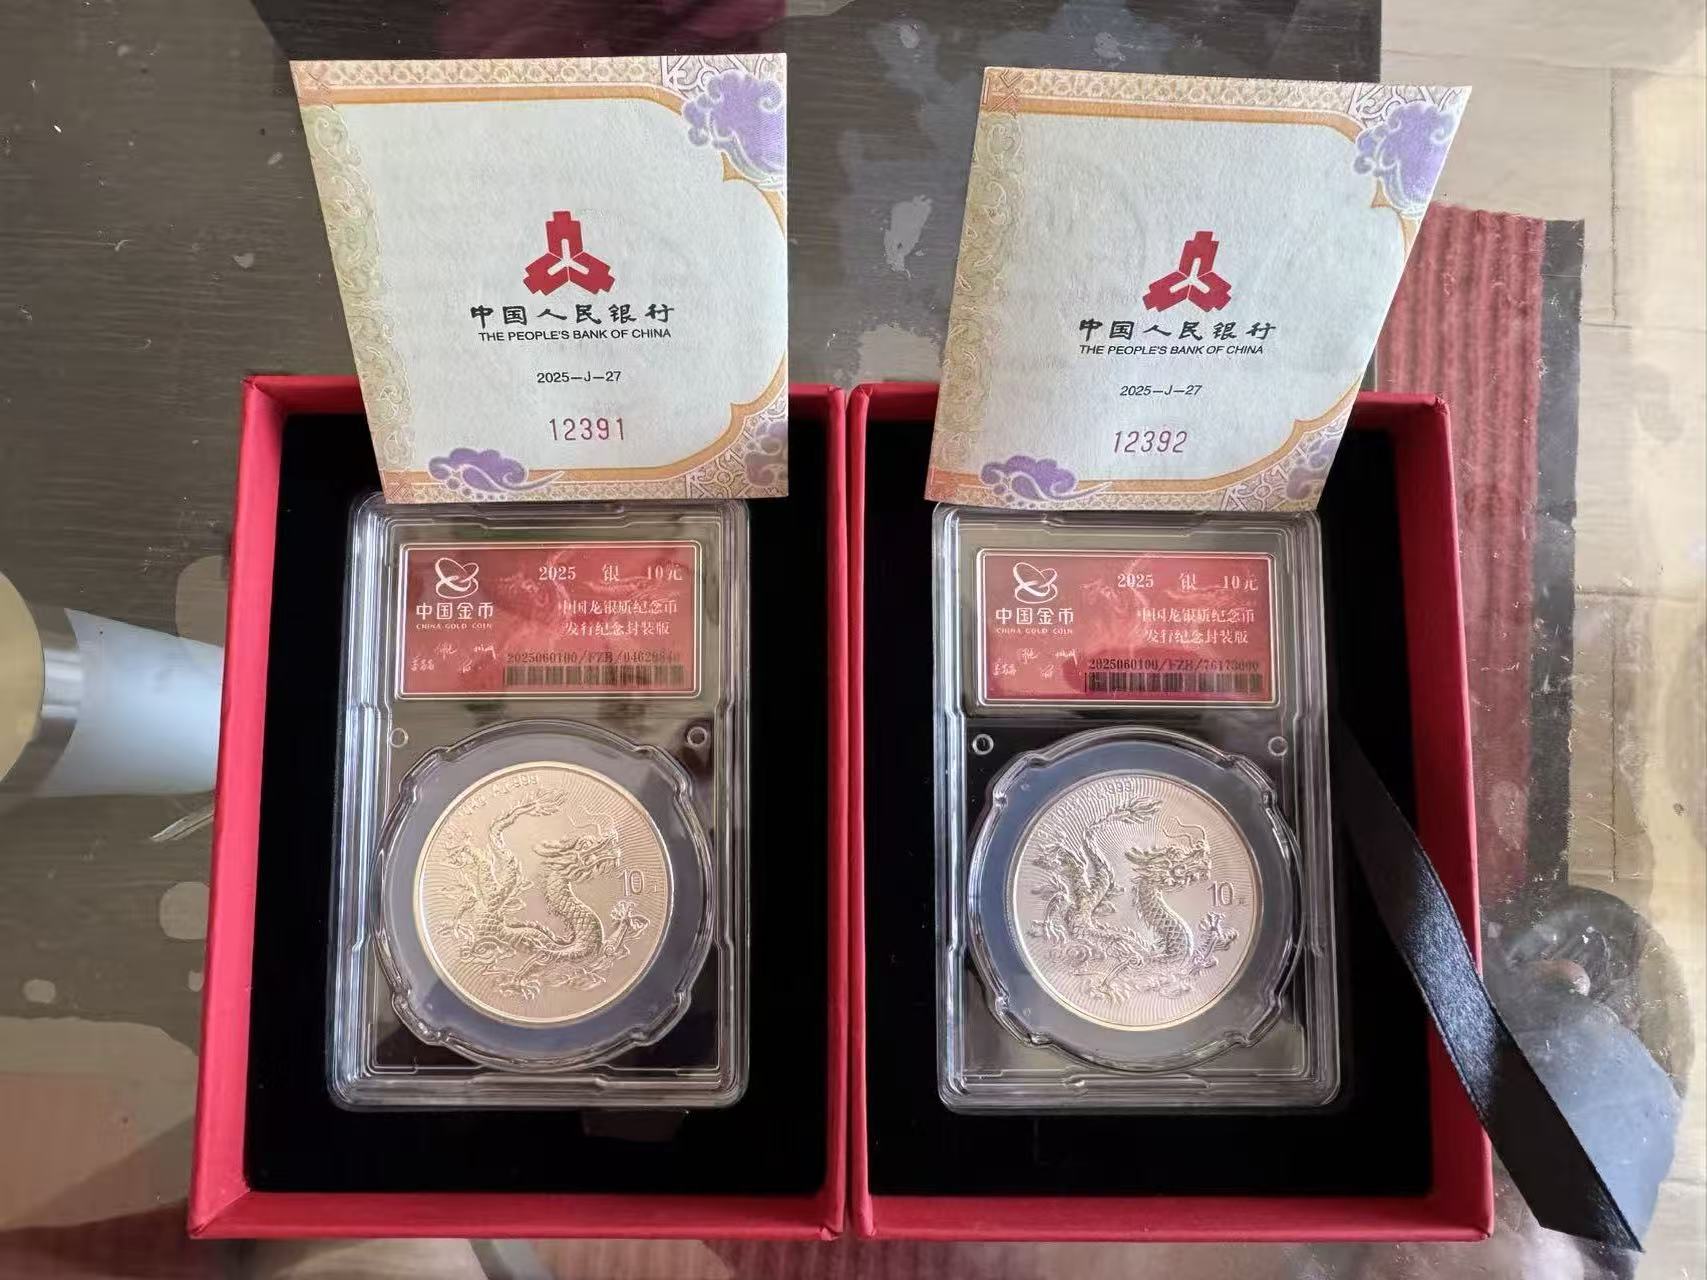 中国人民银行
THE PEOPLE'S BANK OF CHINA
2025-J-27
12391
中国金币
CHINA GOLD COIN
2025 银 10元
中国龙银质纪念币
发行纪念封装版
10元
中国人民银行
THE PEOPLE'S BANK OF CHINA
2025-J-27
12392
中国金币
CHINA GOLD COIN
2025 银 10元
中国龙银质纪念币
发行纪念封装版
10元